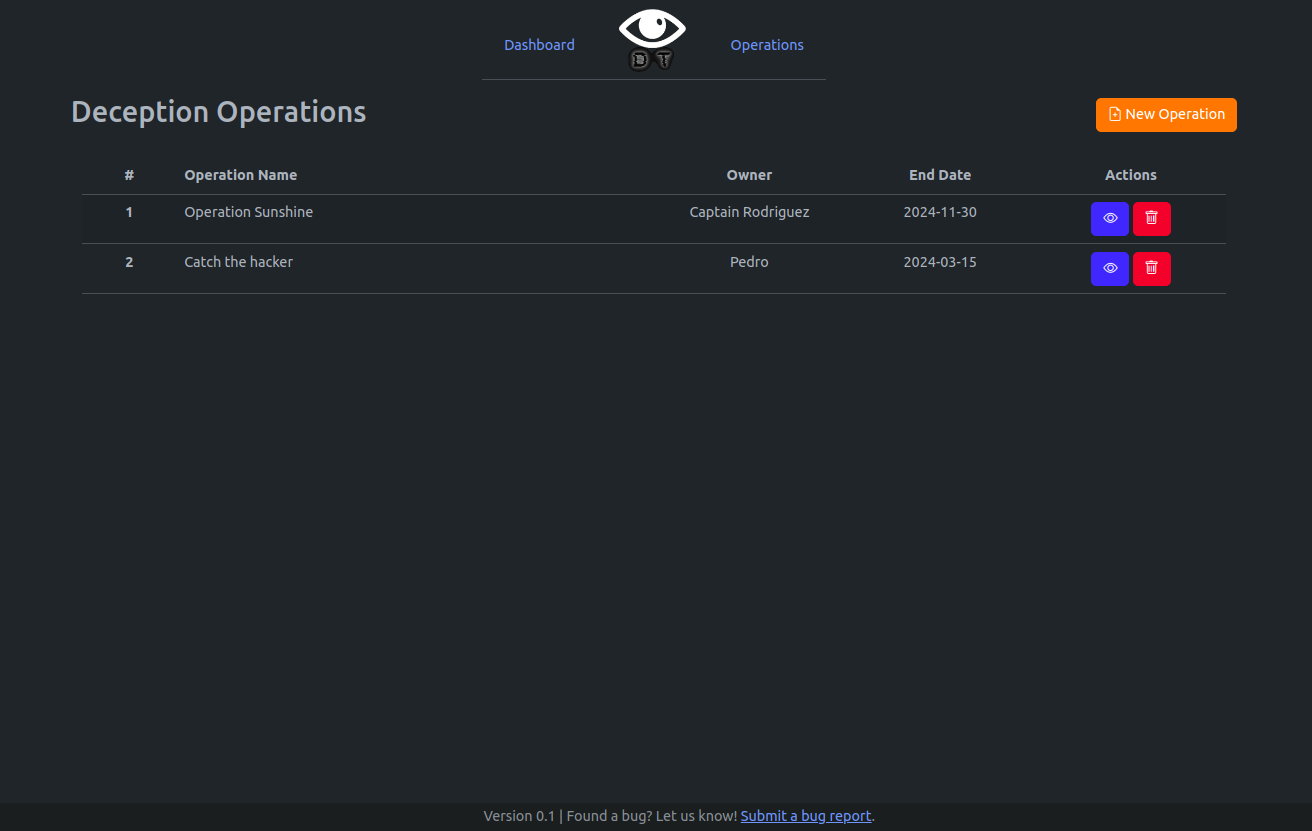 Dashboard
DT
Operations
Deception Operations
New Operation
# Operation Name Owner End Date Actions
1 Operation Sunshine Captain Rodriguez 2024-11-30
2 Catch the hacker Pedro 2024-03-15
Version 0.1 | Found a bug? Let us know! Submit a bug report.